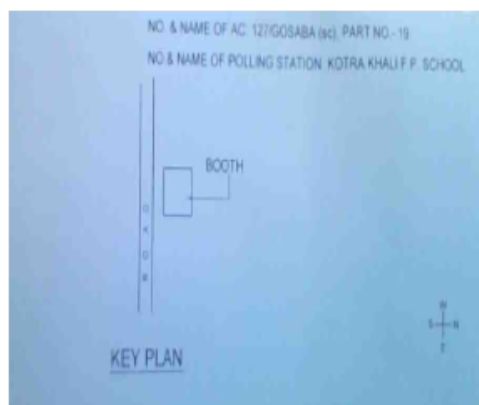 NO. & NAME OF AC. 127/GOSABA (sc), PART NO.- 19
NO.& NAME OF POLLING STATION KOTRA KHALI F.P. SCHOOL
BOOTH
ROAD
W
S N
E
KEY PLAN